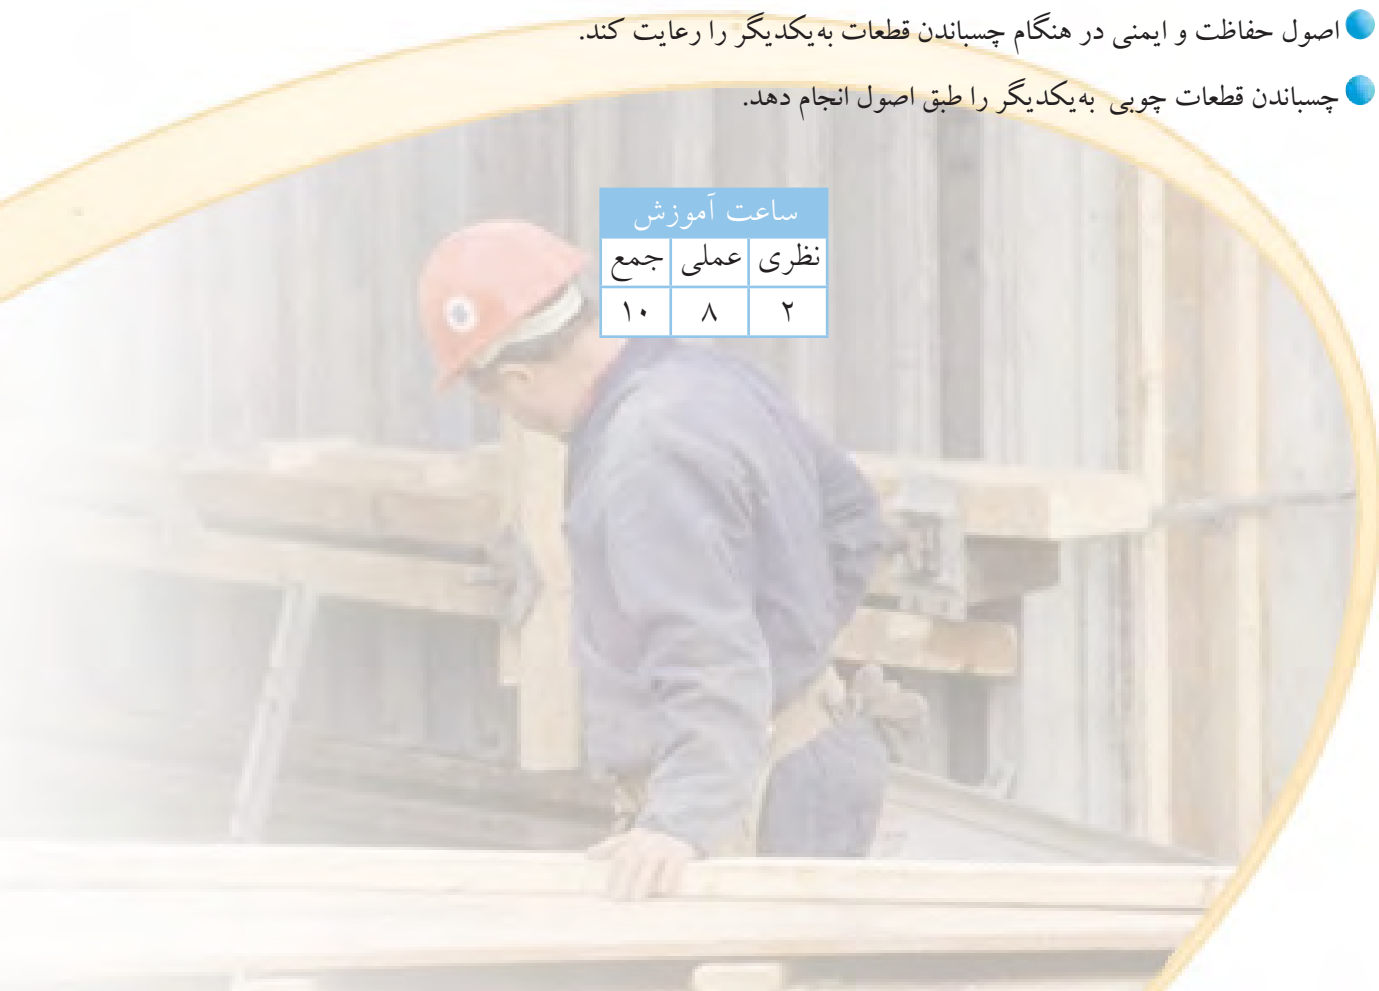 اصول حفاظت و ایمنی در هنگام چسباندن قطعات به‌یکدیگر را رعایت کند.
چسباندن قطعات چوبی به‌یکدیگر را طبق اصول انجام دهد.
ساعت آموزش
نظری عملی جمع
۲ ۸ ۱۰